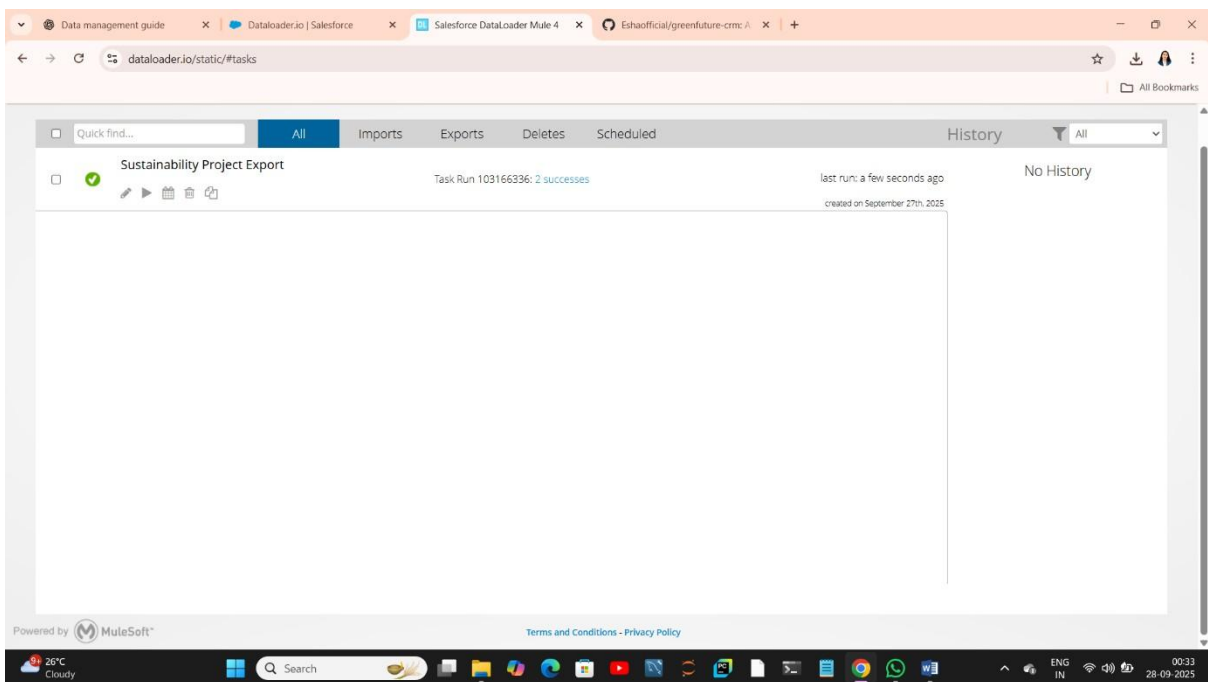 Data management guide
Dataloader.io | Salesforce
DL
Salesforce DataLoader Mule 4
Eshaofficial/greenfuture-crm: A
dataloader.io/static/#tasks
All Bookmarks
Quick find...
All
Imports
Exports
Deletes
Scheduled
History
All
Sustainability Project Export
Task Run 103166336: 2 successes
last run: a few seconds ago
created on September 27th, 2025
No History
Powered by MuleSoft
Terms and Conditions - Privacy Policy
26°C
Cloudy
Search
ENG
IN
00:33
28-09-2025